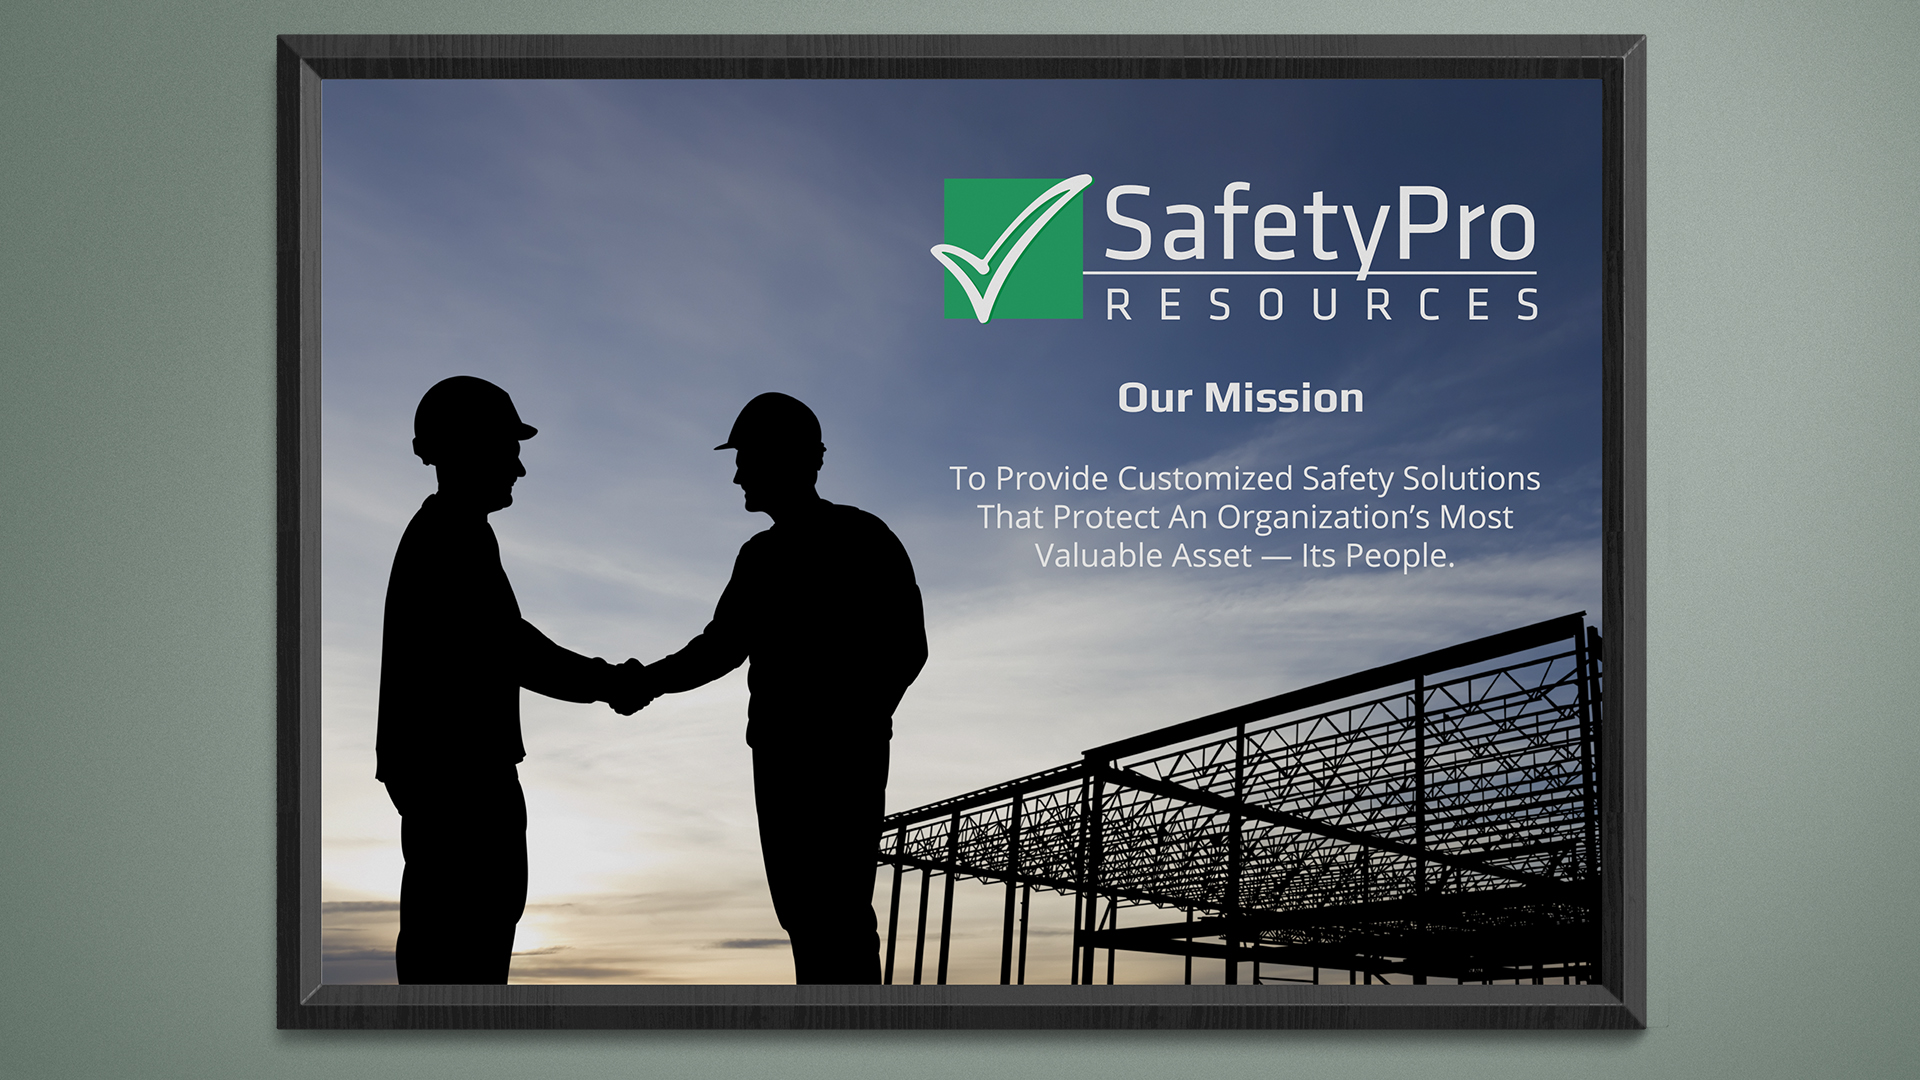 SafetyPro
RESOURCES
Our Mission
To Provide Customized Safety Solutions
That Protect An Organization’s Most
Valuable Asset — Its People.